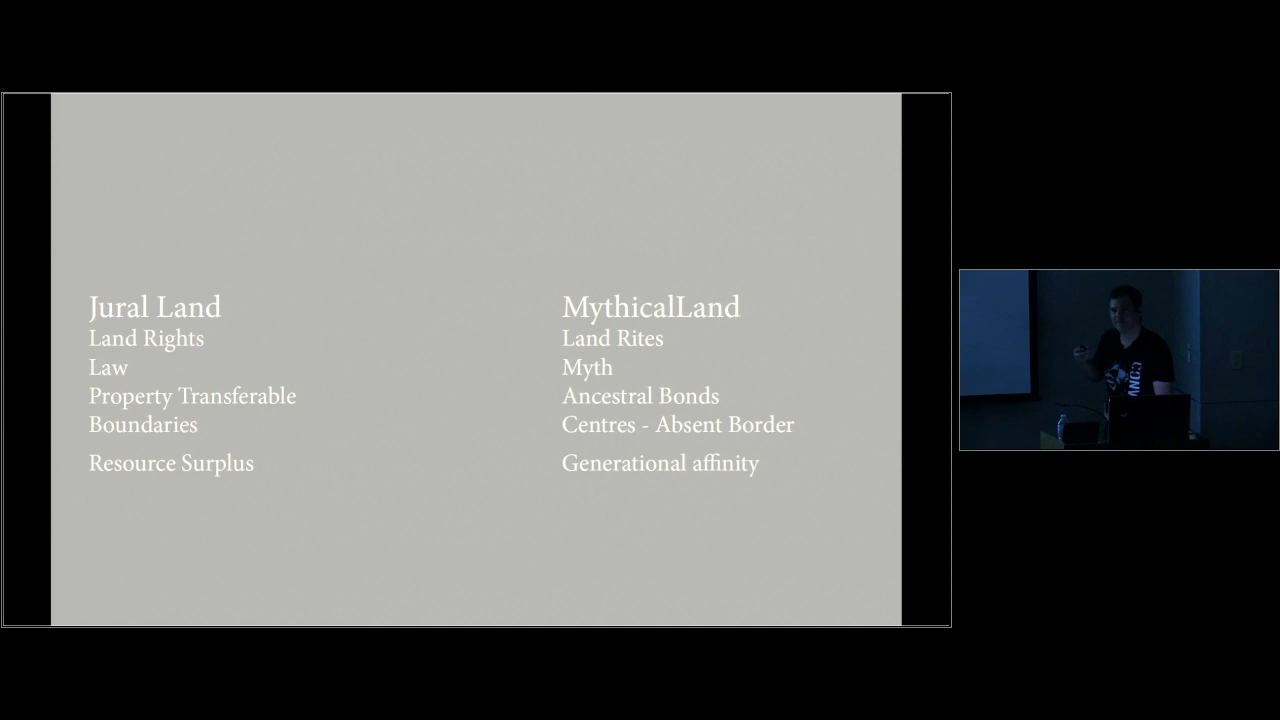 Jural Land
Land Rights
Law
Property Transferable
Boundaries
Resource Surplus
MythicalLand
Land Rites
Myth
Ancestral Bonds
Centres - Absent Border
Generational affinity
CONV